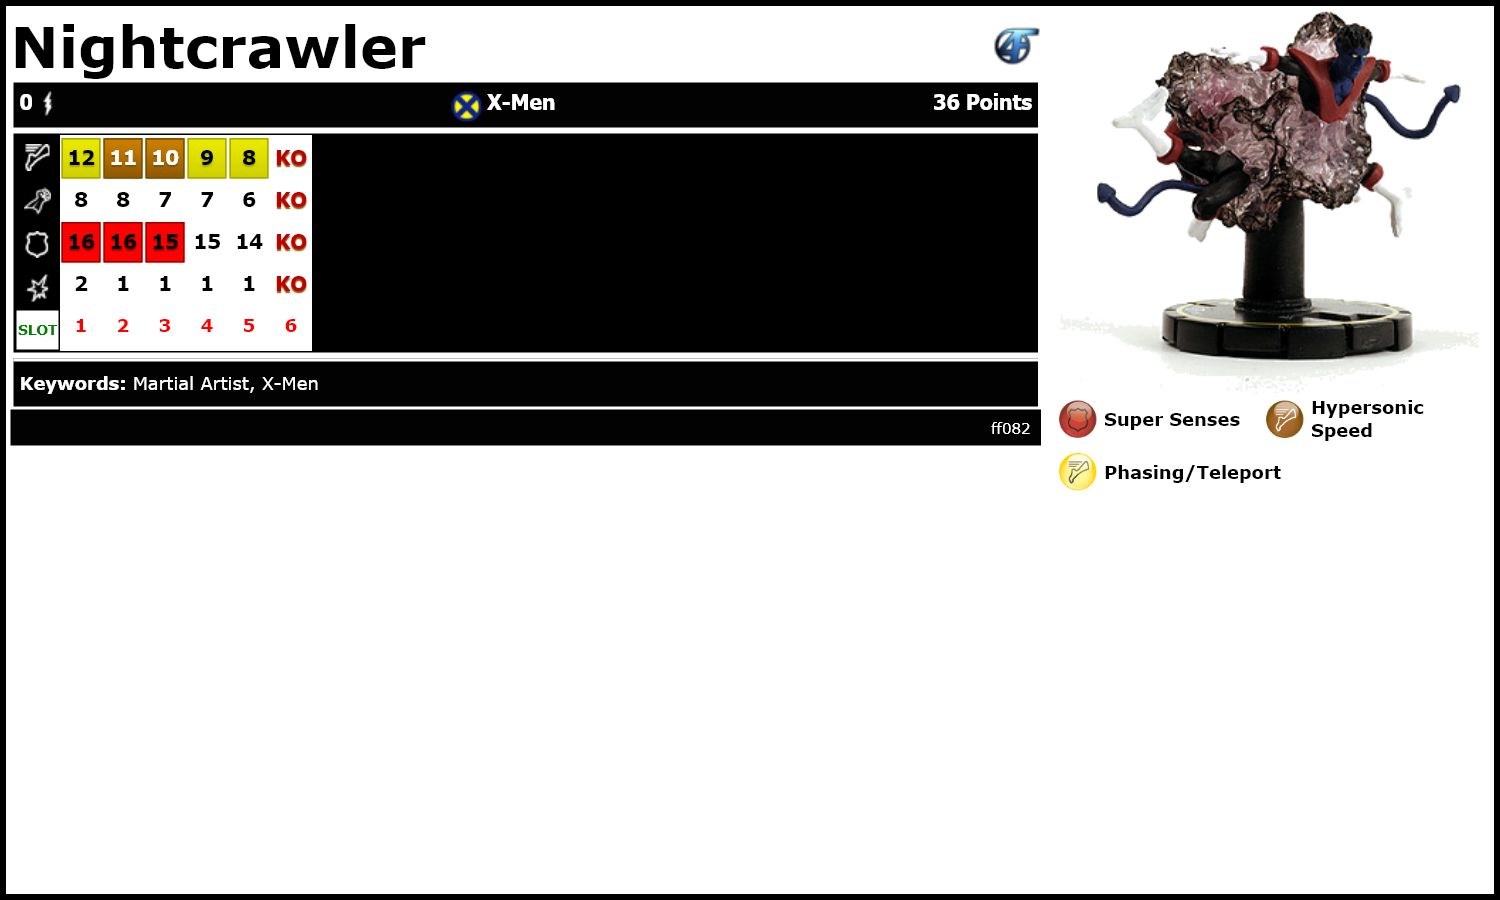 Nightcrawler
0 X-Men 36 Points
12 11 10 9 8 KO
8 8 7 7 6 KO
16 16 15 15 14 KO
2 1 1 1 1 KO
SLOT 1 2 3 4 5 6
Keywords: Martial Artist, X-Men
ff082
Super Senses
Hypersonic
Speed
Phasing/Teleport